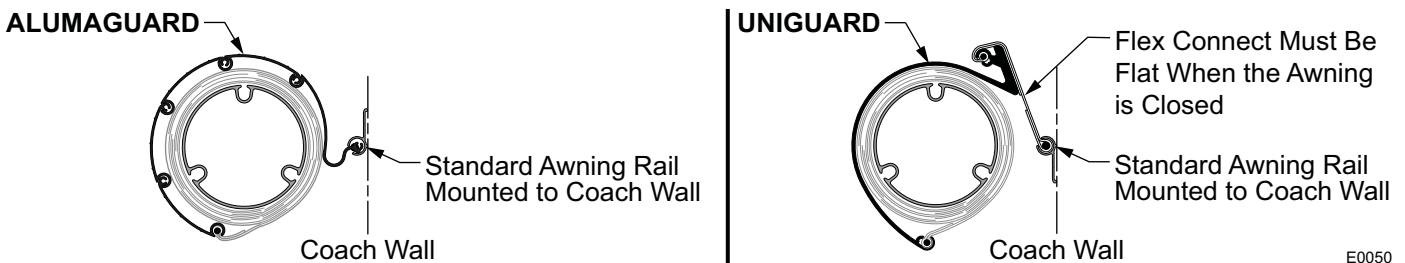 ALUMAGUARD
Standard Awning Rail
Mounted to Coach Wall
Coach Wall
UNIGUARD
Flex Connect Must Be
Flat When the Awning
is Closed
Standard Awning Rail
Mounted to Coach Wall
Coach Wall
E0050